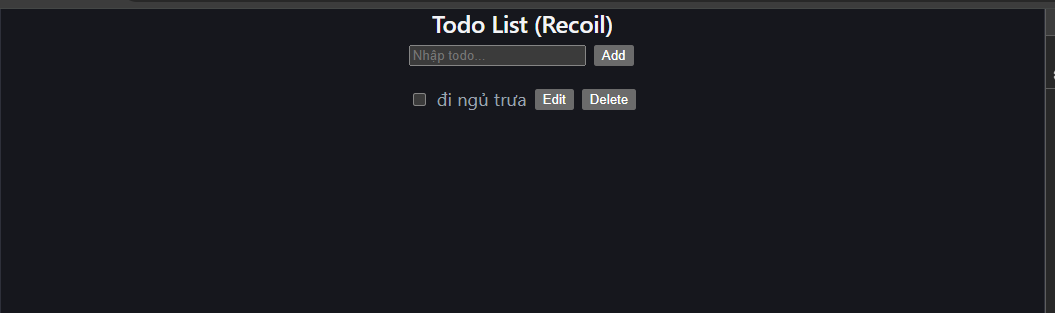 Todo List (Recoil)
Nhập todo... Add
đi ngủ trưa Edit Delete